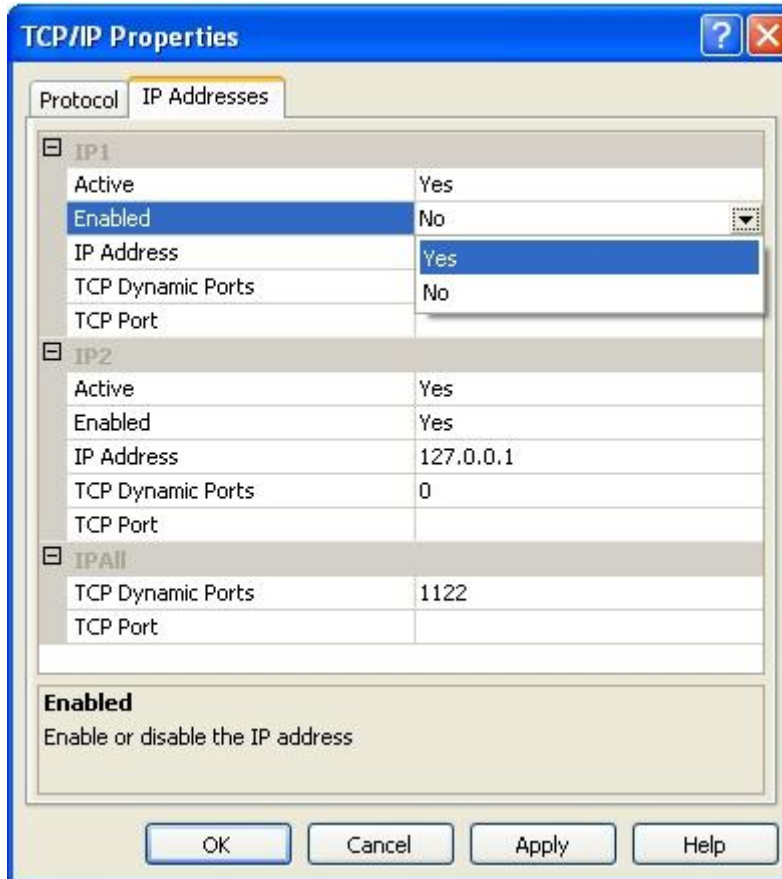 TCP/IP Properties
Protocol IP Addresses
IP1
Active Yes
Enabled No
IP Address Yes
TCP Dynamic Ports No
TCP Port
IP2
Active Yes
Enabled Yes
IP Address 127.0.0.1
TCP Dynamic Ports 0
TCP Port
IPAll
TCP Dynamic Ports 1122
TCP Port
Enabled
Enable or disable the IP address
OK Cancel Apply Help